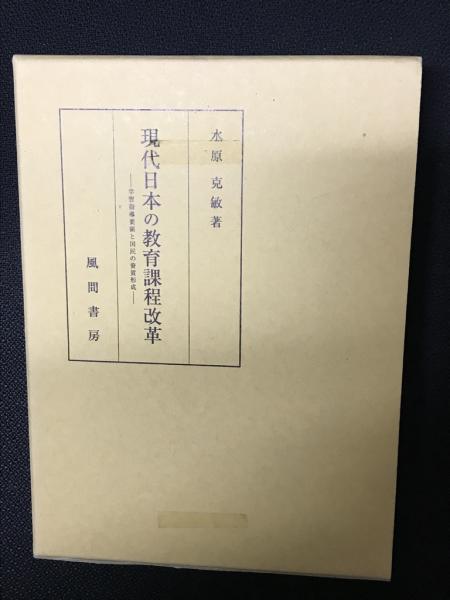 水原克敏著
現代日本の教育課程改革
――学習指導要領と国民の資質形成――
風間書房